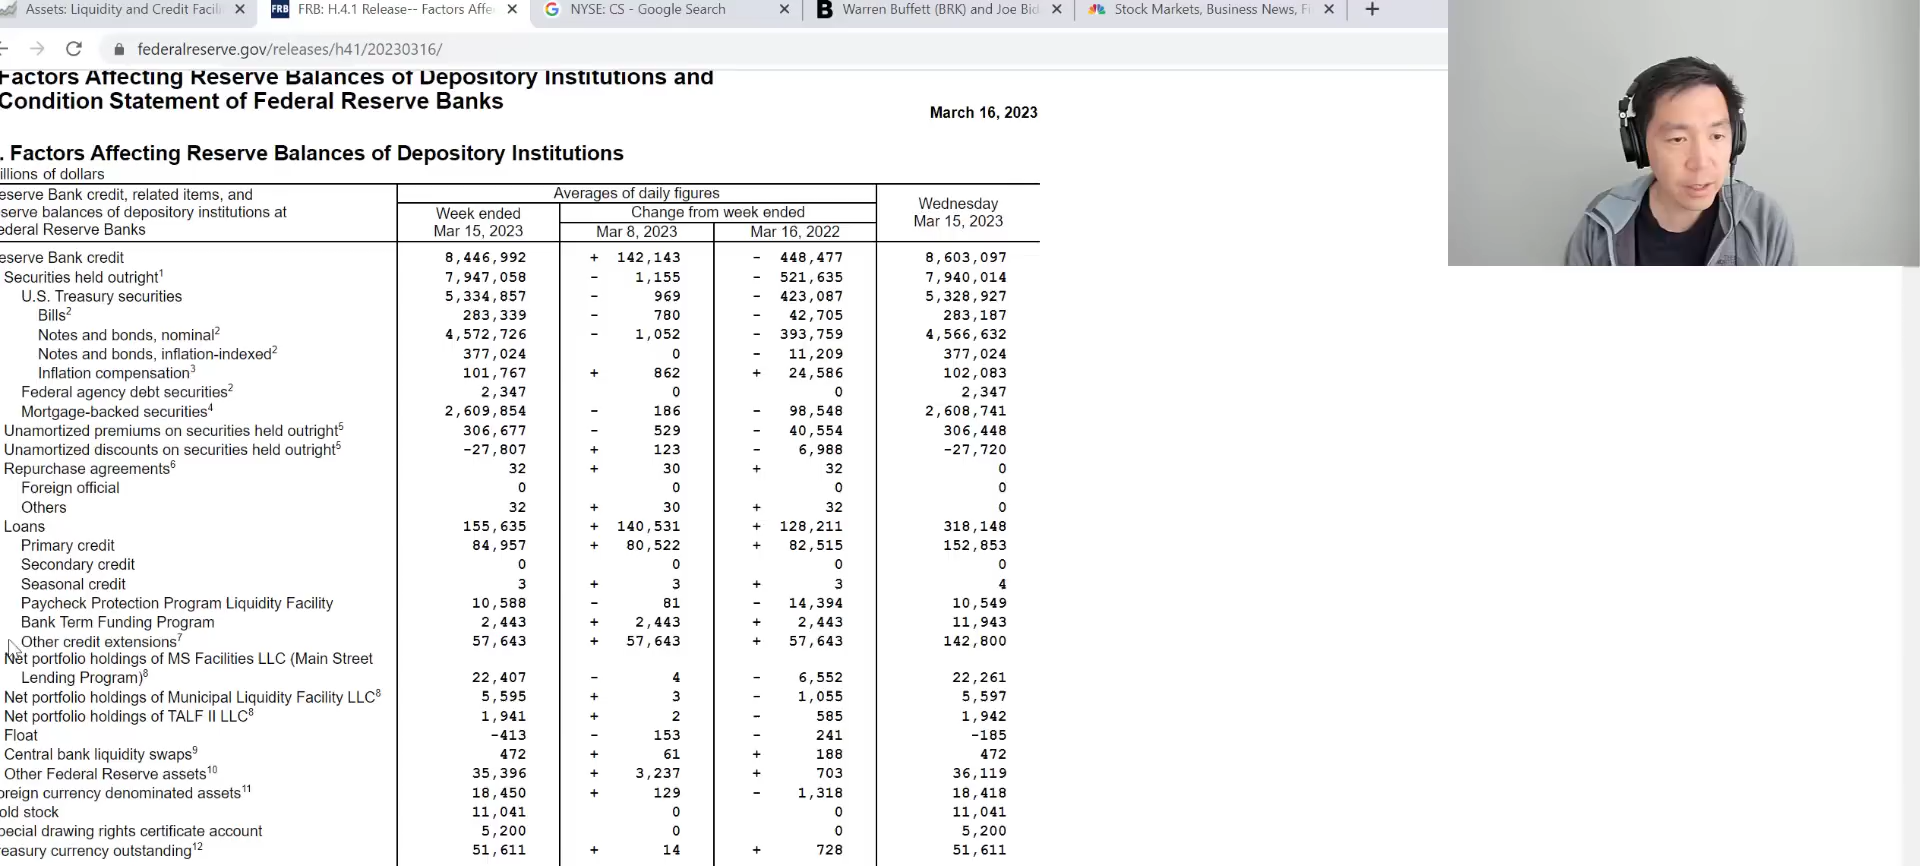 Assets: Liquidity and Credit Facili
FRB: H.4.1 Release-- Factors Affe
NYSE: CS - Google Search
Warren Buffett (BRK) and Joe Bid
Stock Markets, Business News, Fi
federalreserve.gov/releases/h41/20230316/
Factors Affecting Reserve Balances of Depository Institutions and
Condition Statement of Federal Reserve Banks
March 16, 2023
. Factors Affecting Reserve Balances of Depository Institutions
illions of dollars
eserve Bank credit, related items, and
serve balances of depository institutions at
ederal Reserve Banks
Averages of daily figures
Week ended
Mar 15, 2023
Change from week ended
Mar 8, 2023
Mar 16, 2022
Wednesday
Mar 15, 2023
eserve Bank credit 8,446,992 + 142,143 - 448,477 8,603,097
Securities held outright1 7,947,058 - 1,155 - 521,635 7,940,014
U.S. Treasury securities 5,334,857 - 969 - 423,087 5,328,927
Bills2 283,339 - 780 - 42,705 283,187
Notes and bonds, nominal2 4,572,726 - 1,052 - 393,759 4,566,632
Notes and bonds, inflation-indexed2 377,024 0 - 11,209 377,024
Inflation compensation3 101,767 + 862 + 24,586 102,083
Federal agency debt securities2 2,347 0 0 2,347
Mortgage-backed securities4 2,609,854 - 186 - 98,548 2,608,741
Unamortized premiums on securities held outright5 306,677 - 529 - 40,554 306,448
Unamortized discounts on securities held outright5 -27,807 + 123 - 6,988 -27,720
Repurchase agreements6 32 + 30 + 32 0
Foreign official 0 0 0 0
Others 32 + 30 + 32 0
Loans 155,635 + 140,531 + 128,211 318,148
Primary credit 84,957 + 80,522 + 82,515 152,853
Secondary credit 0 0 0 0
Seasonal credit 3 + 3 + 3 4
Paycheck Protection Program Liquidity Facility 10,588 - 81 - 14,394 10,549
Bank Term Funding Program 2,443 + 2,443 + 2,443 11,943
Other credit extensions7 57,643 + 57,643 + 57,643 142,800
Net portfolio holdings of MS Facilities LLC (Main Street
Lending Program)8 22,407 - 4 - 6,552 22,261
Net portfolio holdings of Municipal Liquidity Facility LLC8 5,595 + 3 - 1,055 5,597
Net portfolio holdings of TALF II LLC8 1,941 + 2 - 585 1,942
Float -413 - 153 - 241 -185
Central bank liquidity swaps9 472 + 61 + 188 472
Other Federal Reserve assets10 35,396 + 3,237 + 703 36,119
oreign currency denominated assets11 18,450 + 129 - 1,318 18,418
old stock 11,041 0 0 11,041
pecial drawing rights certificate account 5,200 0 0 5,200
easury currency outstanding12 51,611 + 14 + 728 51,611